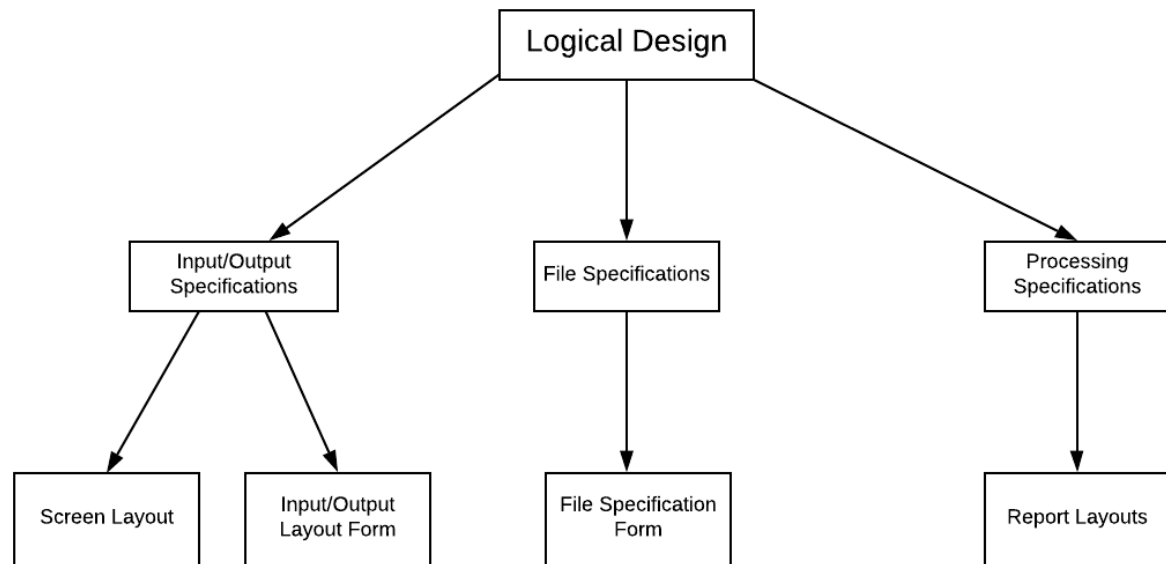 Logical Design
Input/Output
Specifications
File Specifications
Processing
Specifications
Screen Layout
Input/Output
Layout Form
File Specification
Form
Report Layouts